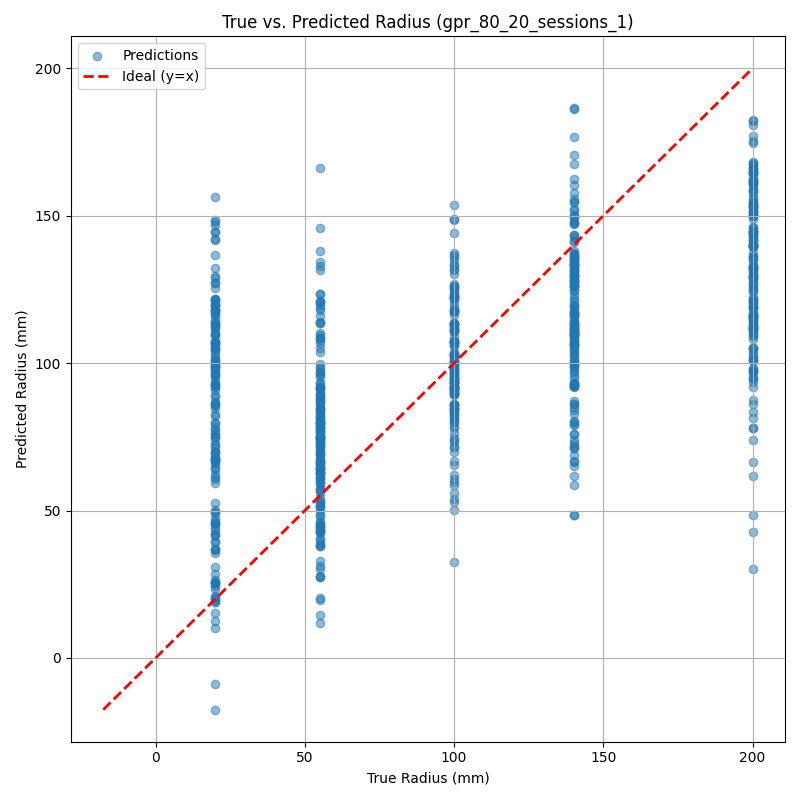 True vs. Predicted Radius (gpr_80_20_sessions_1)
Predictions
Ideal (y=x)
200
150
100
50
0
Predicted Radius (mm)
0 50 100 150 200
True Radius (mm)